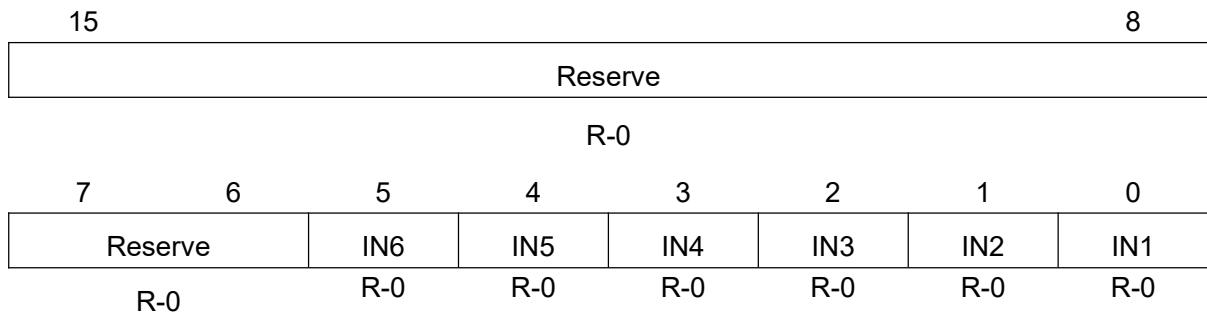 15 8
Reserve
R-0
7 6 5 4 3 2 1 0
Reserve IN6 IN5 IN4 IN3 IN2 IN1
R-0 R-0 R-0 R-0 R-0 R-0 R-0